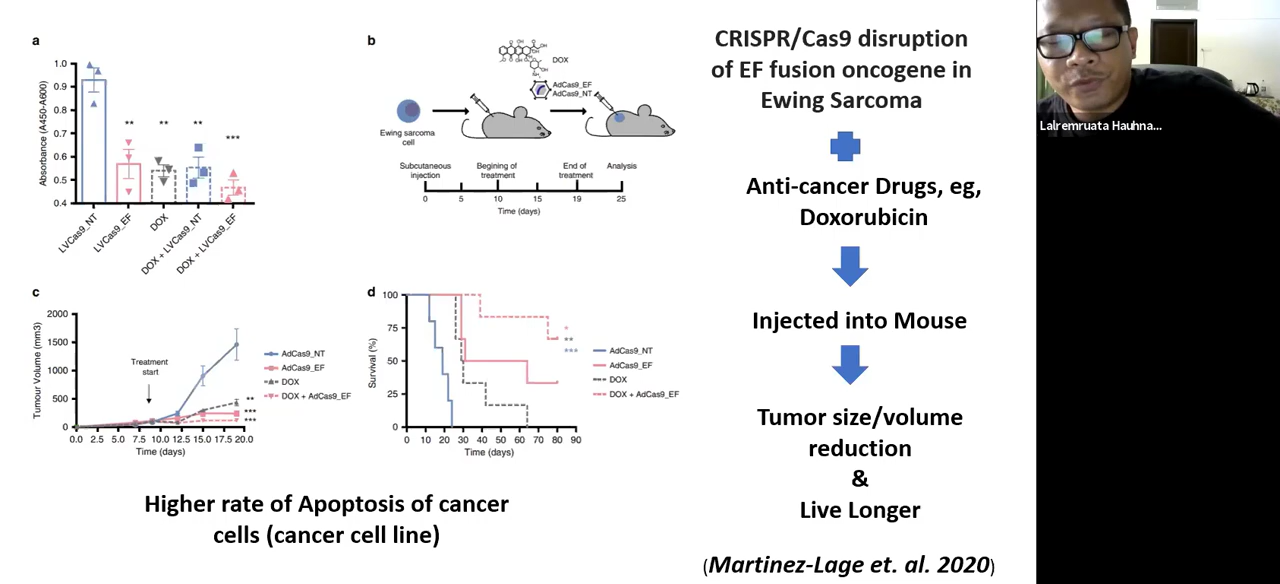 a
Absorbance (A450-A600)
1.0
0.9
0.8
0.7
0.6
0.5
0.4
**
**
**
***
LVCas9_NT
LVCas9_EF
DOX
DOX + LVCas9_NT
DOX + LVCas9_EF
b
DOX
AdCas9_EF
AdCas9_NT
Ewing sarcoma
cell
Subcutaneous
injection
Begining of
treatment
End of
treatment
Analysis
0 5 10 15 19 25
Time (days)
c
Tumour Volume (mm3)
2000
1500
1000
500
0
Treatment
start
**
***
***
0.0 2.5 5.0 7.5 10.0 12.5 15.0 17.5 20.0
Time (days)
AdCas9_NT
AdCas9_EF
DOX
DOX + AdCas9_EF
d
Survival (%)
100
75
50
25
0
*
**
***
0 10 20 30 40 50 60 70 80 90
Time (days)
AdCas9_NT
AdCas9_EF
DOX
DOX + AdCas9_EF
Higher rate of Apoptosis of cancer
cells (cancer cell line)
CRISPR/Cas9 disruption
of EF fusion oncogene in
Ewing Sarcoma
Anti-cancer Drugs, eg,
Doxorubicin
Injected into Mouse
Tumor size/volume
reduction
&
Live Longer
(Martinez-Lage et. al. 2020)
Lalremruata Hauhna...